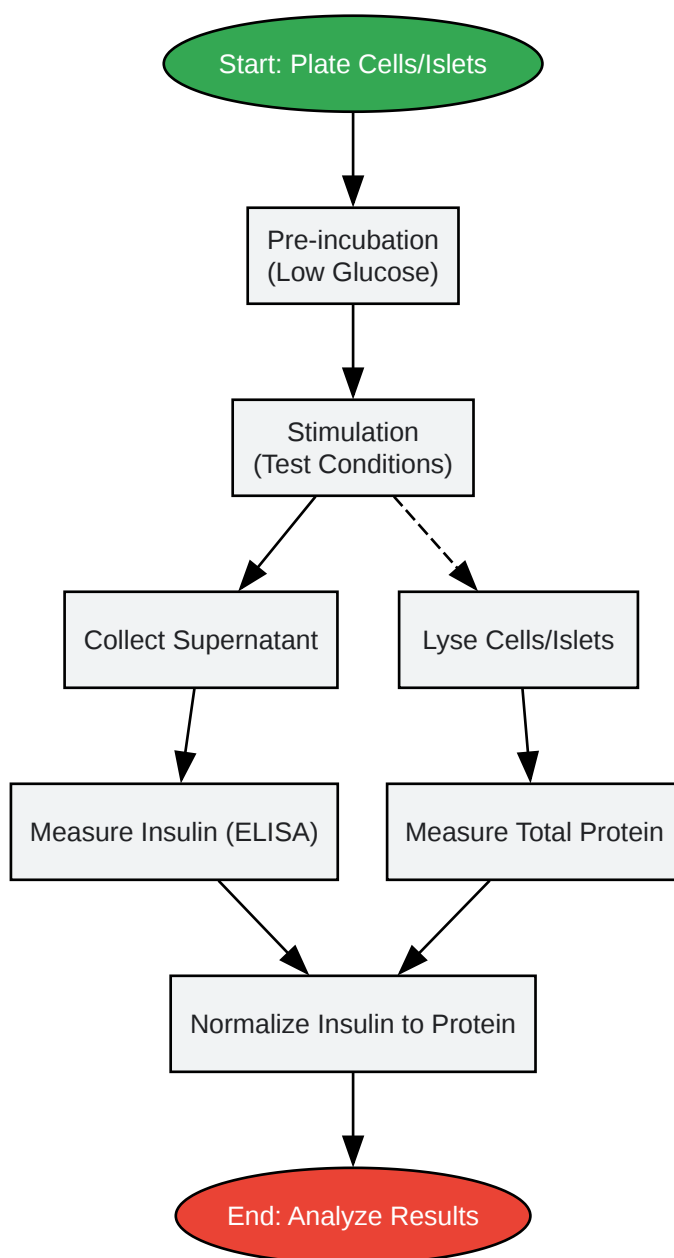 Start: Plate Cells/Islets
Pre-incubation
(Low Glucose)
Stimulation
(Test Conditions)
Collect Supernatant
Lyse Cells/Islets
Measure Insulin (ELISA)
Measure Total Protein
Normalize Insulin to Protein
End: Analyze Results